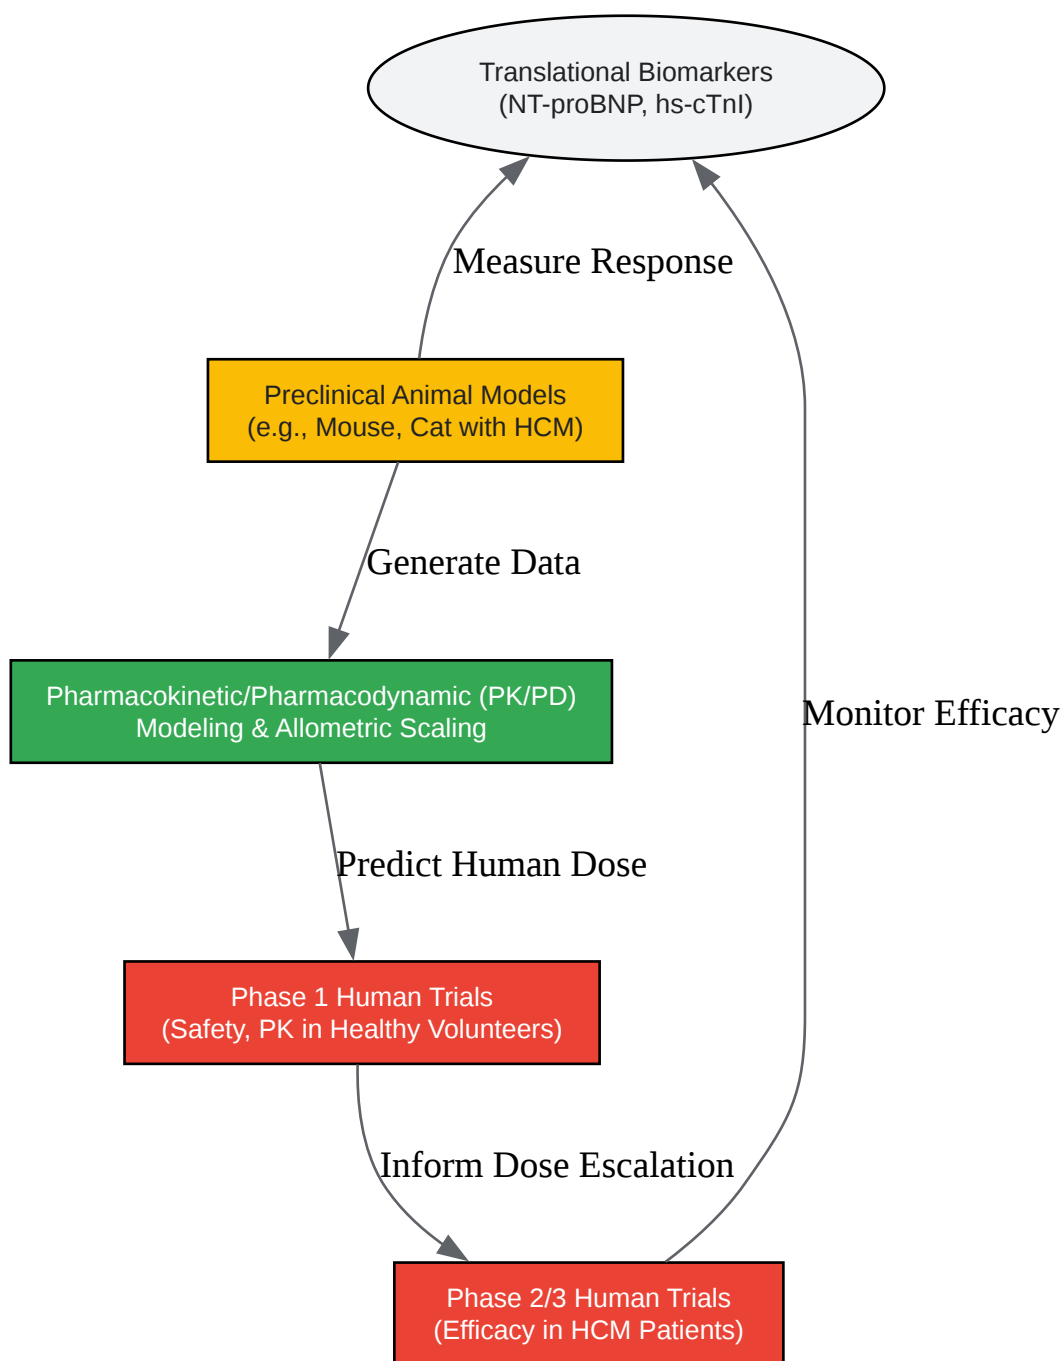 Translational Biomarkers
(NT-proBNP, hs-cTnI)
Measure Response
Preclinical Animal Models
(e.g., Mouse, Cat with HCM)
Generate Data
Pharmacokinetic/Pharmacodynamic (PK/PD)
Modeling & Allometric Scaling
Monitor Efficacy
Predict Human Dose
Phase 1 Human Trials
(Safety, PK in Healthy Volunteers)
Inform Dose Escalation
Phase 2/3 Human Trials
(Efficacy in HCM Patients)